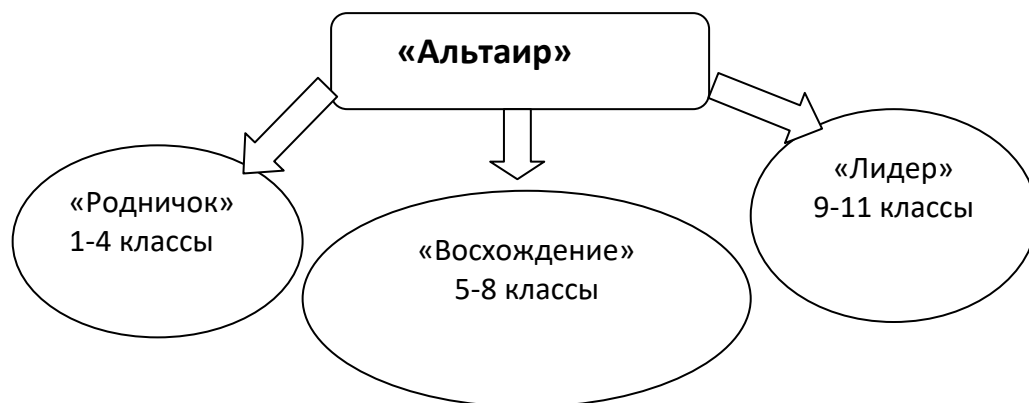 «Альтаир»
«Родничок»
1-4 классы
«Восхождение»
5-8 классы
«Лидер»
9-11 классы